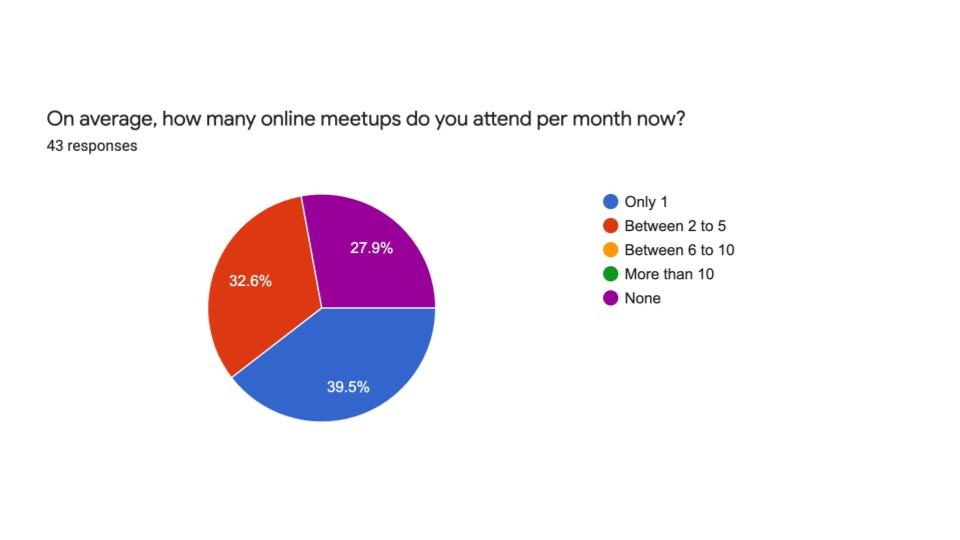 On average, how many online meetups do you attend per month now?
43 responses
Only 1
Between 2 to 5
Between 6 to 10
More than 10
None
27.9%
32.6%
39.5%